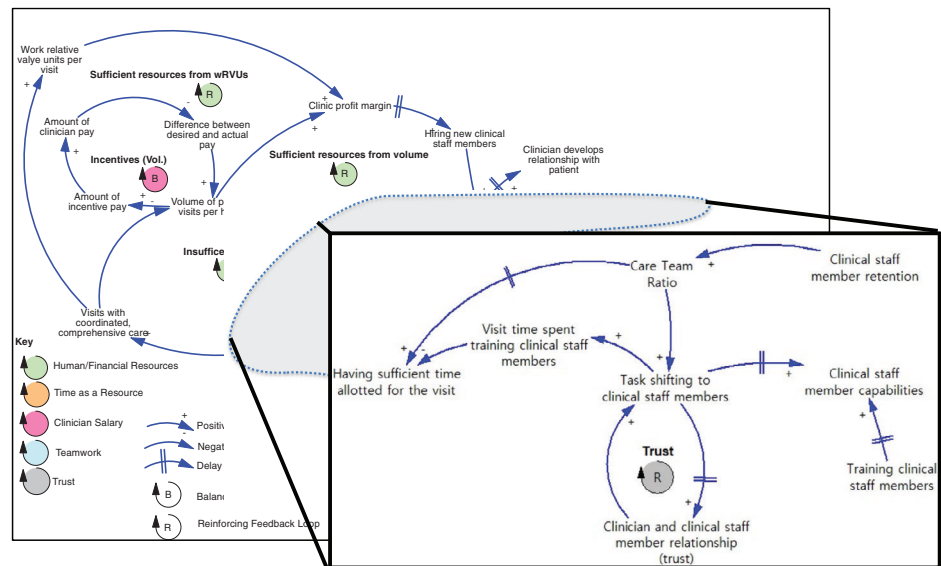 Work relative
valye units per
visit
Sufficient resources from wRVUs
R
Clinic profit margin
Amount of
clinician pay
Difference between
desired and actual
pay
Hiring new clinical
staff members
Incentives (Vol.)
B
Sufficient resources from volume
R
Clinician develops
relationship with
patient
Amount of
incentive pay
Volume of p
visits per h
Insuffice
Visits with
coordinated,
comprehensive care
Key
Human/Financial Resources
Time as a Resource
Clinician Salary
Teamwork
Trust
+
Positiv
-
Negat
Delay
B
Balanc
R
Reinforcing Feedback Loop
Care Team
Ratio
Clinical staff
member retention
Visit time spent
training clinical staff
members
Having sufficient time
allotted for the visit
Task shifting to
clinical staff members
Clinical staff
member capabilities
Trust
R
Training clinical
staff members
Clinician and clinical staff
member relationship
(trust)